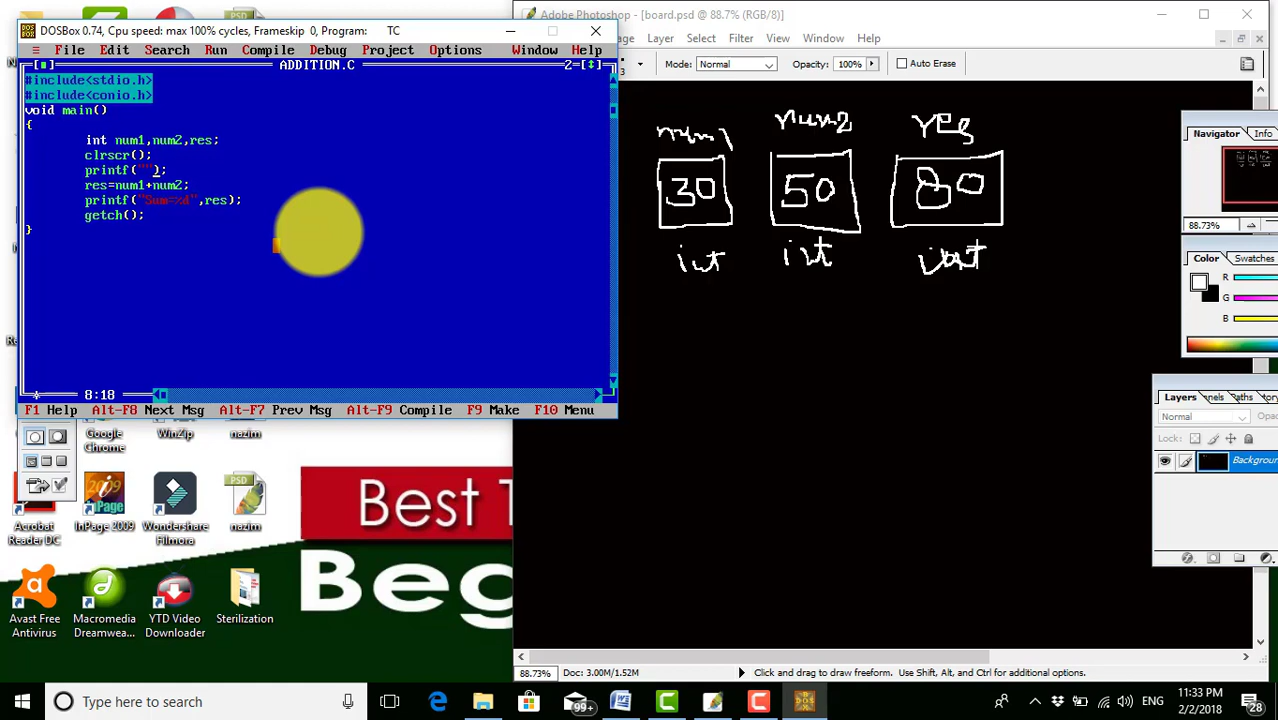 DOSBox 0.74, Cpu speed: max 100% cycles, Frameskip 0, Program: TC
≡ File Edit Search Run Compile Debug Project Options Window Help
ADDITION.C
2=[↕]
#include<stdio.h>
#include<conio.h>
void main()
{
int num1,num2,res;
clrscr();
printf("");
res=num1+num2;
printf("Sum=%d",res);
getch();
}
8:18
F1 Help Alt-F8 Next Msg Alt-F7 Prev Msg Alt-F9 Compile F9 Make F10 Menu
Adobe Photoshop - [board.psd @ 88.7% (RGB/8)]
Layer Select Filter View Window Help
Mode: Normal Opacity: 100% Auto Erase
num1 num2 res
30 50 80
int int int
Navigator Info
88.73%
Color Swatches
R
G
B
Layers Paths
Normal
Lock:
Background
88.73% Doc: 3.00M/1.52M Click and drag to draw freeform. Use Shift, Alt, and Ctrl for additional options.
Google Chrome
WinZip
nazim
Acrobat Reader DC
InPage 2009
Wondershare Filmora
nazim
Avast Free Antivirus
Macromedia Dreamwea...
YTD Video Downloader
Sterilization
PSD
2009
Best T
Beg
Type here to search
99+
ENG
11:33 PM
2/2/2018
28